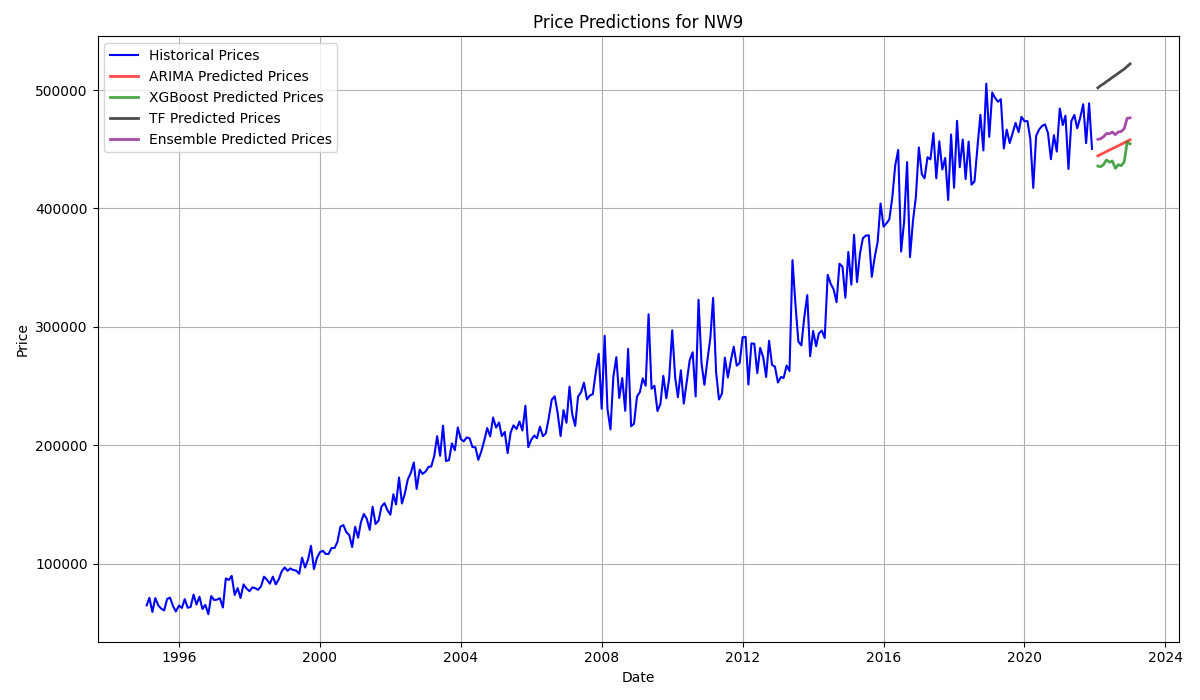 Price Predictions for NW9
Historical Prices
ARIMA Predicted Prices
XGBoost Predicted Prices
TF Predicted Prices
Ensemble Predicted Prices
500000
400000
300000
200000
100000
Price
1996 2000 2004 2008 2012 2016 2020 2024
Date